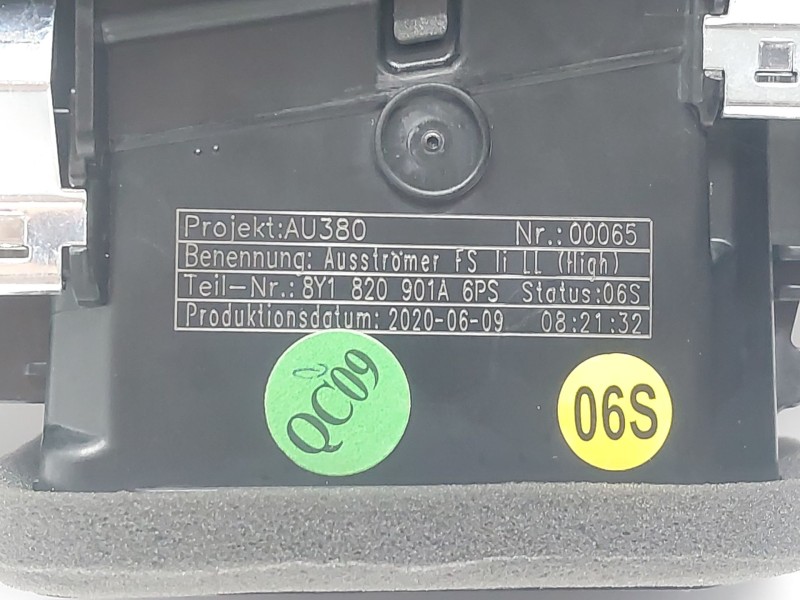 Projekt:AU380 Nr.:00065
Benennung: Ausströmer FS li LL (High)
Teil-Nr.:8Y1 820 901A 6PS Status:06S
Produktionsdatum: 2020-06-09 08:21:32
QC09
06S